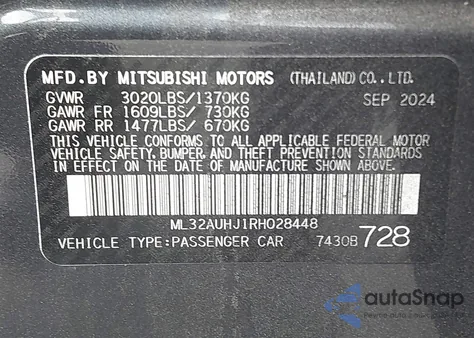 MFD.BY MITSUBISHI MOTORS (THAILAND)CO.,LTD.
GVWR 3020LBS/1370KG SEP 2024
GAWR FR 1609LBS/ 730KG
GAWR RR 1477LBS/ 670KG
THIS VEHICLE CONFORMS TO ALL APPLICABLE FEDERAL MOTOR
VEHICLE SAFETY, BUMPER, AND THEFT PREVENTION STANDARDS
IN EFFECT ON THE DATE OF MANUFACTURE SHOWN ABOVE.
ML32AUHJ1RH028448
VEHICLE TYPE:PASSENGER CAR 7430B 728
autoSnap